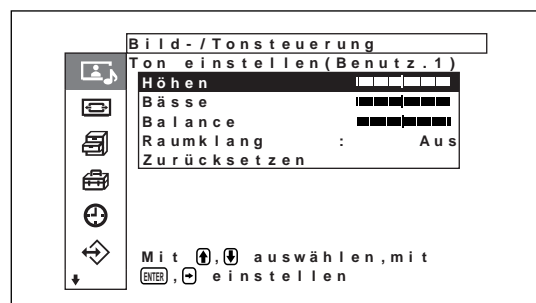 Bild-/Tonsteuerung
Ton einstellen(Benutz.1)
Höhen
Bässe
Balance
Raumklang : Aus
Zurücksetzen
Mit ↑,↓ auswählen,mit
ENTER,→ einstellen